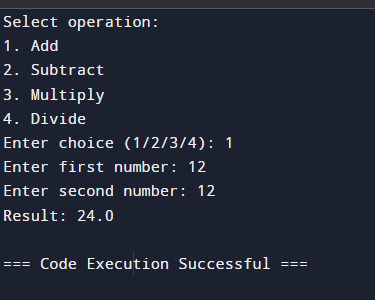 Select operation:
1. Add
2. Subtract
3. Multiply
4. Divide
Enter choice (1/2/3/4): 1
Enter first number: 12
Enter second number: 12
Result: 24.0
=== Code Execution Successful ===